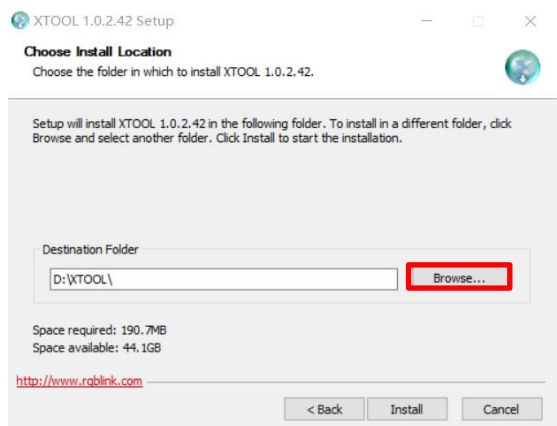 XTOOL 1.0.2.42 Setup
Choose Install Location
Choose the folder in which to install XTOOL 1.0.2.42.
Setup will install XTOOL 1.0.2.42 in the following folder. To install in a different folder, click
Browse and select another folder. Click Install to start the installation.
Destination Folder
D:\XTOOL\
Browse...
Space required: 190.7MB
Space available: 44.1GB
http://www.rgblink.com
< Back
Install
Cancel